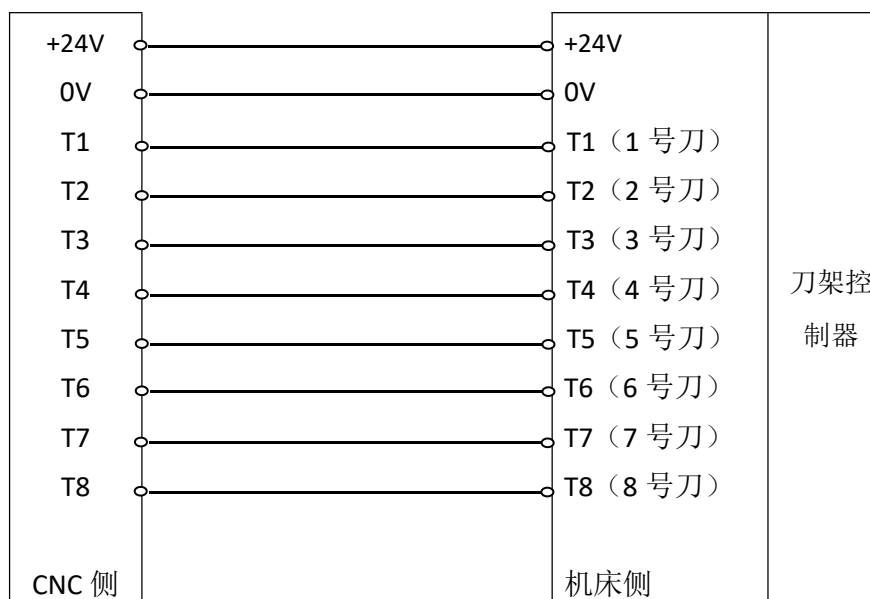 +24V +24V
0V 0V
T1 T1（1 号刀）
T2 T2（2 号刀）
T3 T3（3 号刀）
T4 T4（4 号刀）
T5 T5（5 号刀）
T6 T6（6 号刀）
T7 T7（7 号刀）
T8 T8（8 号刀）
CNC 侧 机床侧
刀架控
制器